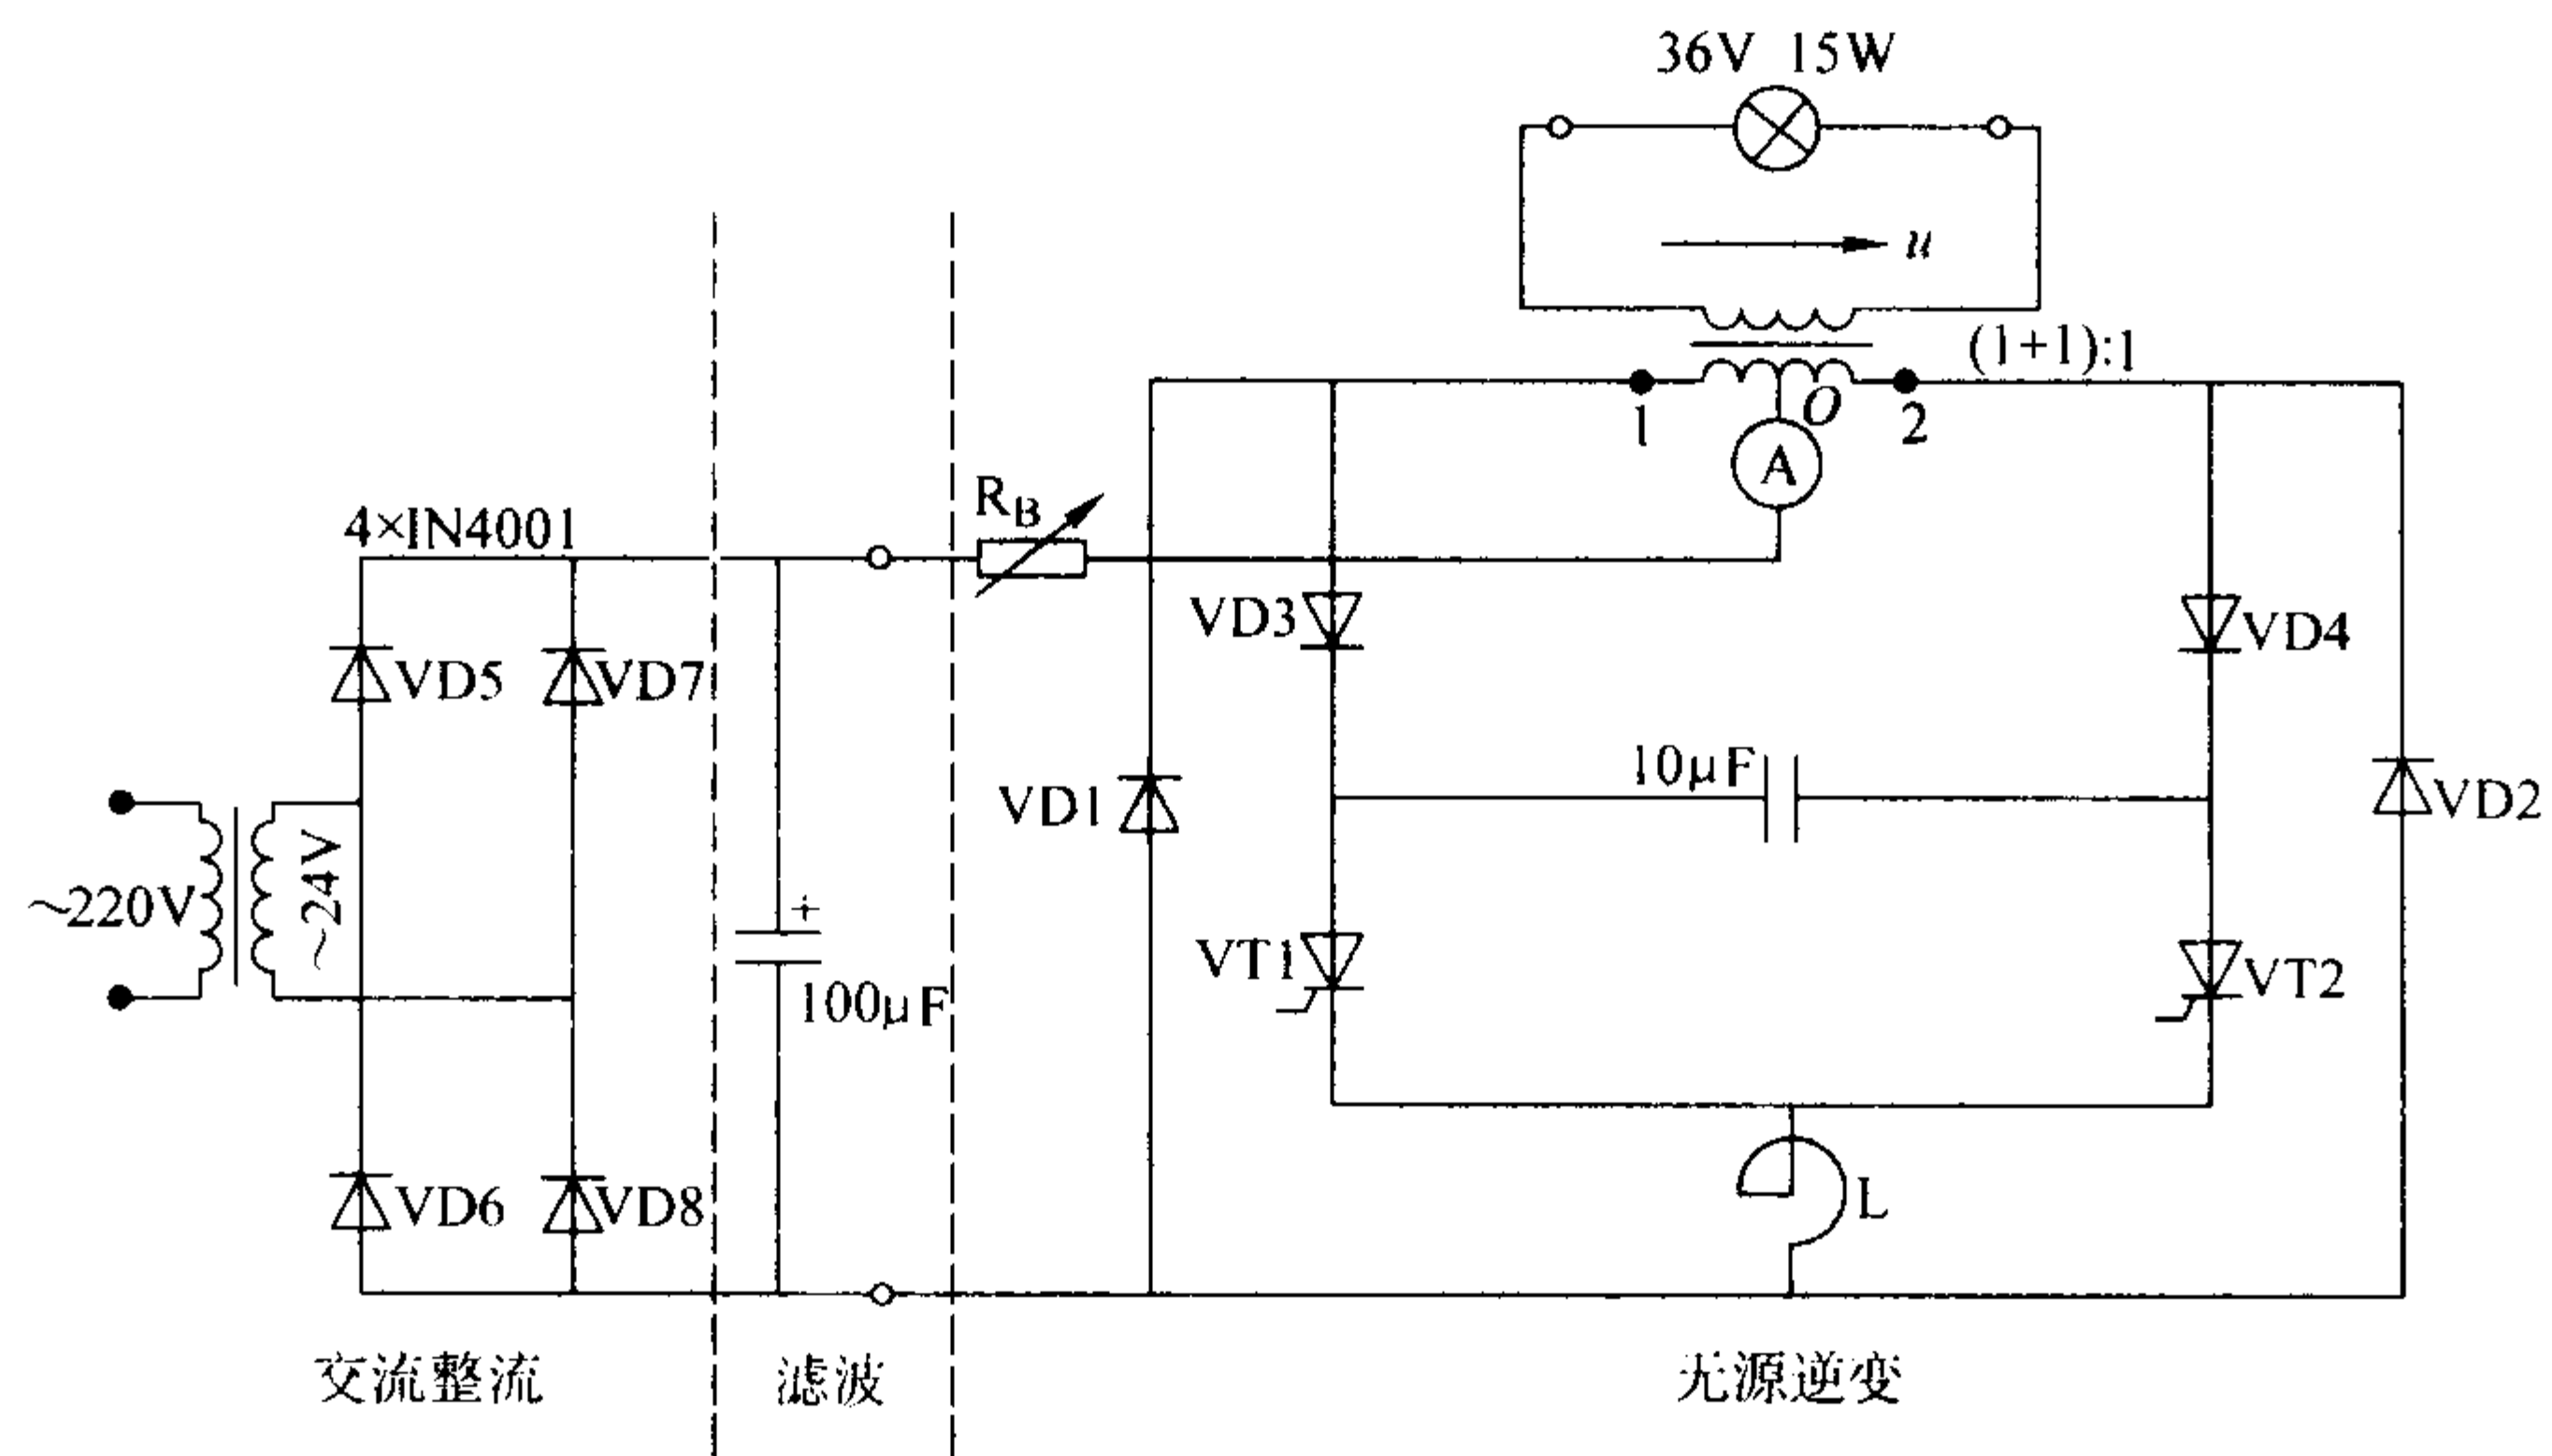 36V 15W
u
(1+1):1
1
O
2
A
R_B
4×IN4001
VD3
VD4
VD5
VD7
10μF
VD1
VD2
~220V
~24V
+
100μF
VT1
VT2
VD6
VD8
L
交流整流
滤波
无源逆变